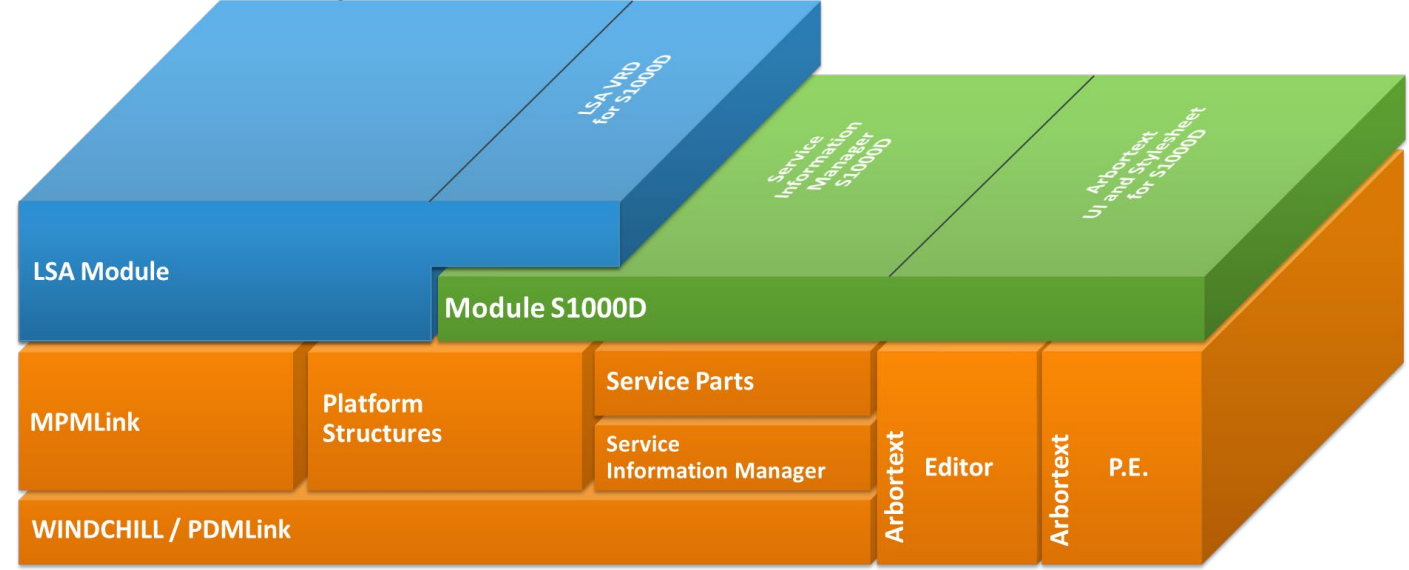 LSA VRD
for S1000D
Service
Information
Manager
S1000D
Arbortext
UI and Stylesheet
for S1000D
LSA Module
Module S1000D
MPMLink
Platform
Structures
Service Parts
Service
Information Manager
Arbortext
Editor
Arbortext
P.E.
WINDCHILL / PDMLink